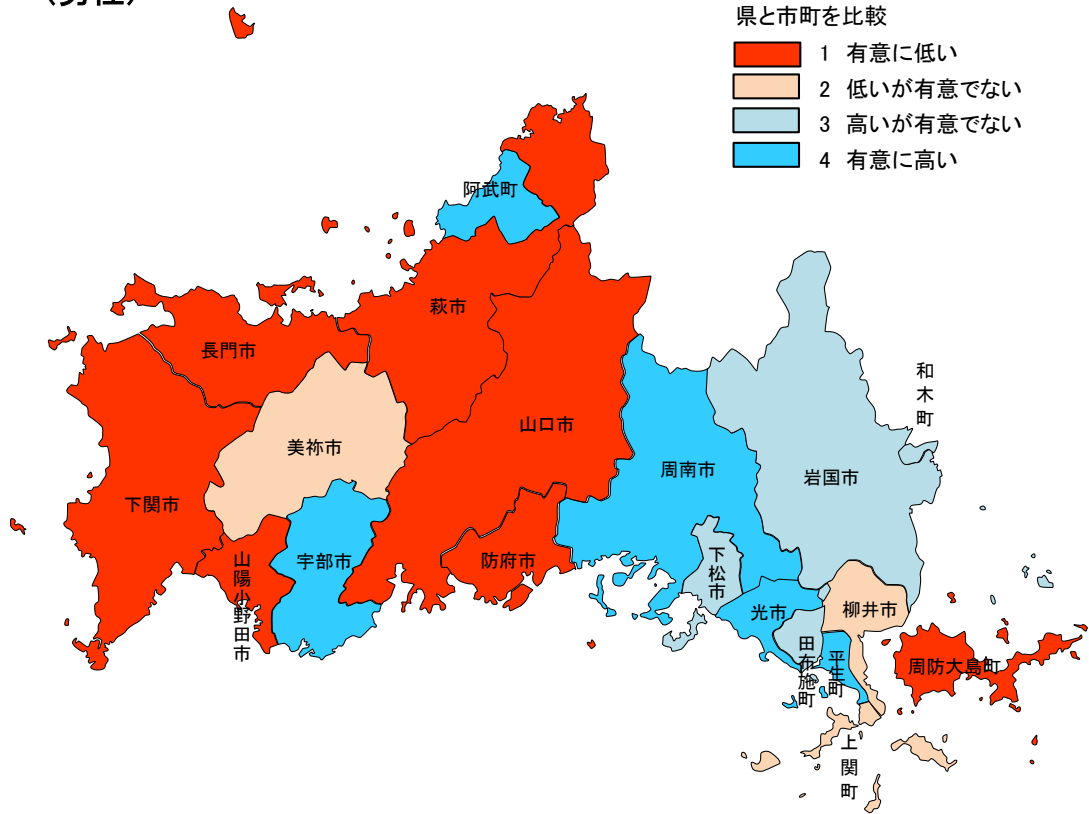 県と市町を比較
1 有意に低い
2 低いが有意でない
3 高いが有意でない
4 有意に高い
阿武町
萩市
長門市
和木町
山口市
美祢市
周南市
岩国市
下関市
宇部市
防府市
山陽小野田市
下松市
光市
柳井市
田布施町
平生町
周防大島町
上関町